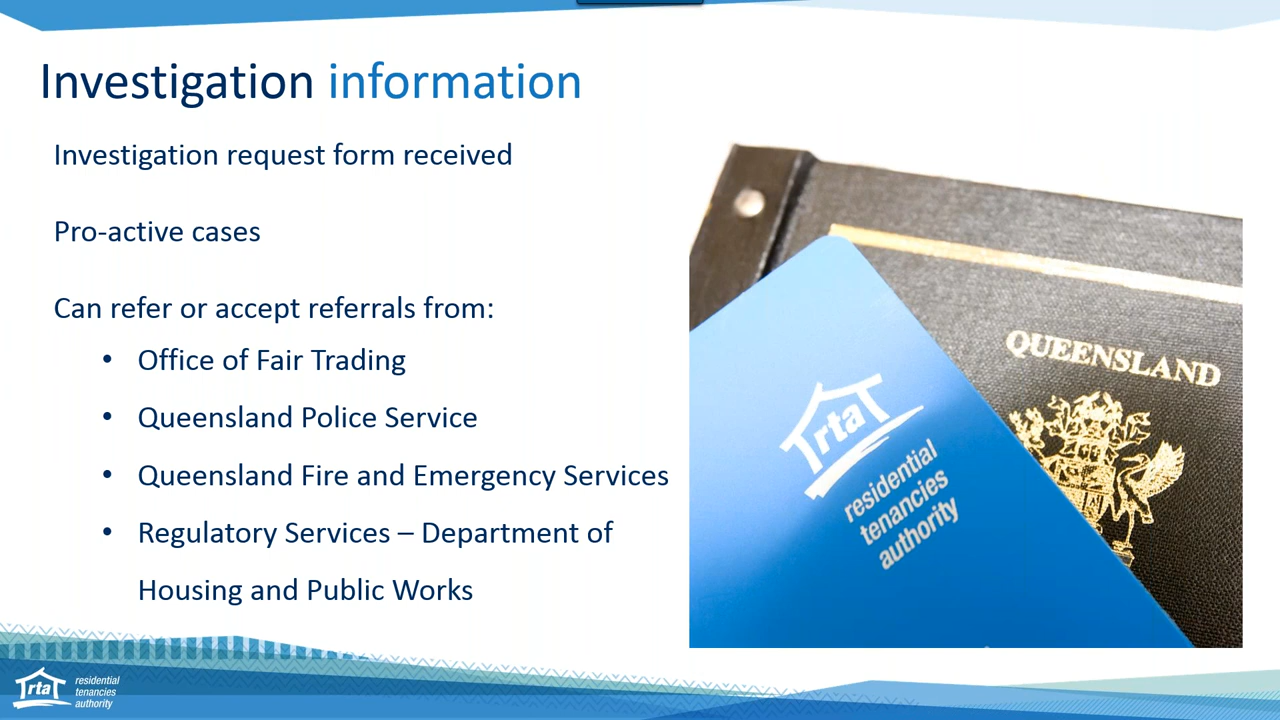 Investigation information
Investigation request form received
Pro-active cases
Can refer or accept referrals from:
• Office of Fair Trading
• Queensland Police Service
• Queensland Fire and Emergency Services
• Regulatory Services – Department of
Housing and Public Works
QUEENSLAND
rta
residential
tenancies
authority
rta
residential
tenancies
authority